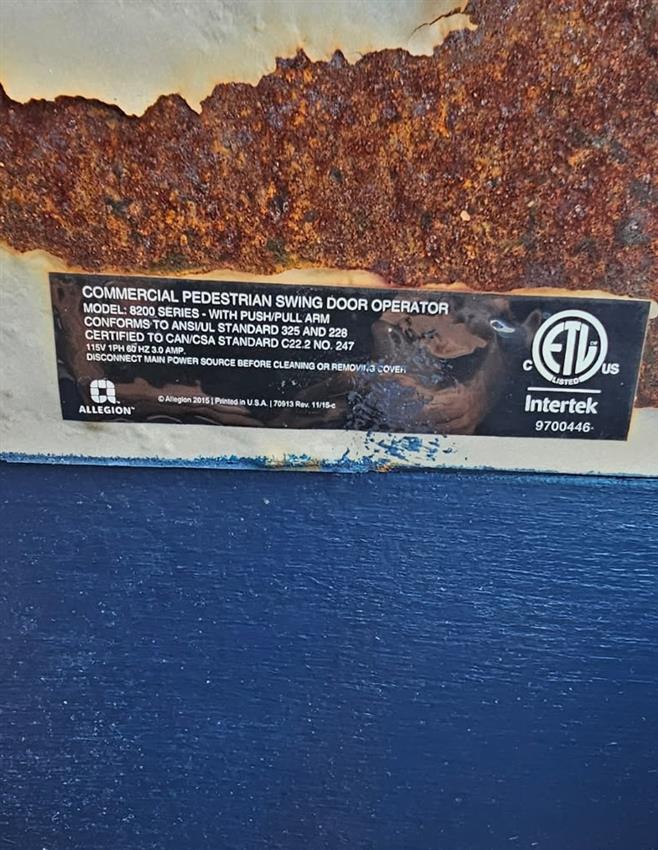 COMMERCIAL PEDESTRIAN SWING DOOR OPERATOR
MODEL: 8200 SERIES - WITH PUSH/PULL ARM
CONFORMS TO ANSI/UL STANDARD 325 AND 228
CERTIFIED TO CAN/CSA STANDARD C22.2 NO. 247
115V 1PH 60 HZ 3.0 AMP.
DISCONNECT MAIN POWER SOURCE BEFORE CLEANING OR REMOVING COVER
ALLEGION™
© Allegion 2015 | Printed in U.S.A. | 70913 Rev. 11/15-c
C ETL US
LISTED
Intertek
9700446